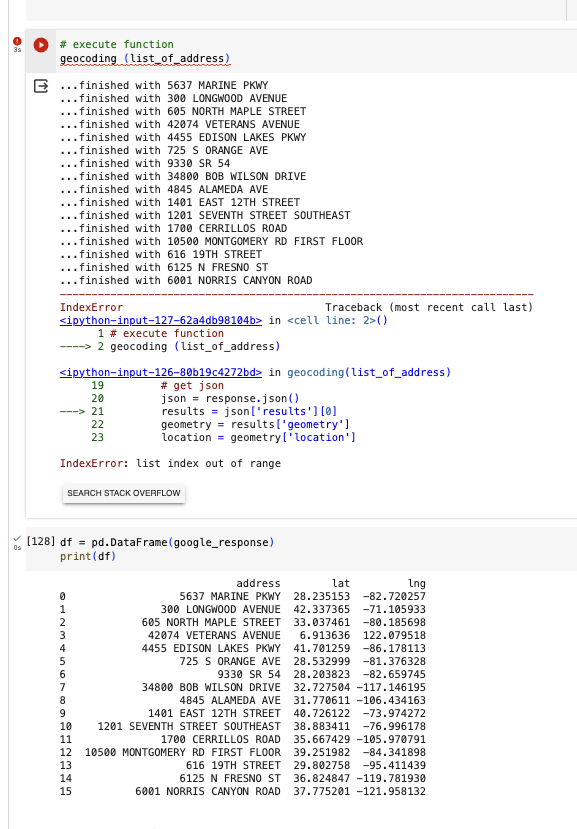 # execute function
3s
geocoding (list_of_address)
...finished with 5637 MARINE PKWY
...finished with 300 LONGWOOD AVENUE
...finished with 605 NORTH MAPLE STREET
...finished with 42074 VETERANS AVENUE
...finished with 4455 EDISON LAKES PKWY
...finished with 725 S ORANGE AVE
...finished with 9330 SR 54
...finished with 34800 BOB WILSON DRIVE
...finished with 4845 ALAMEDA AVE
...finished with 1401 EAST 12TH STREET
...finished with 1201 SEVENTH STREET SOUTHEAST
...finished with 1700 CERRILLOS ROAD
...finished with 10500 MONTGOMERY RD FIRST FLOOR
...finished with 616 19TH STREET
...finished with 6125 N FRESNO ST
...finished with 6001 NORRIS CANYON ROAD
---------------------------------------------------------------------------
IndexError                                Traceback (most recent call last)
<ipython-input-127-62a4db98104b> in <cell line: 2>()
      1 # execute function
----> 2 geocoding (list_of_address)
<ipython-input-126-80b19c4272bd> in geocoding(list_of_address)
     19         # get json
     20         json = response.json()
---> 21         results = json['results'][0]
     22         geometry = results['geometry']
     23         location = geometry['location']
IndexError: list index out of range
SEARCH STACK OVERFLOW
[128] df = pd.DataFrame(google_response)
0s
print(df)
                            address        lat         lng
0                  5637 MARINE PKWY  28.235153  -82.720257
1               300 LONGWOOD AVENUE  42.337365  -71.105933
2            605 NORTH MAPLE STREET  33.037461  -80.185698
3             42074 VETERANS AVENUE   6.913636  122.079518
4            4455 EDISON LAKES PKWY  41.701259  -86.178113
5                  725 S ORANGE AVE  28.532999  -81.376328
6                        9330 SR 54  28.203823  -82.659745
7            34800 BOB WILSON DRIVE  32.727504 -117.146195
8                  4845 ALAMEDA AVE  31.770611 -106.434163
9             1401 EAST 12TH STREET  40.726122  -73.974272
10    1201 SEVENTH STREET SOUTHEAST  38.883411  -76.996178
11             1700 CERRILLOS ROAD  35.667429 -105.970791
12  10500 MONTGOMERY RD FIRST FLOOR  39.251982  -84.341898
13                  616 19TH STREET  29.802758  -95.411439
14                 6125 N FRESNO ST  36.824847 -119.781930
15          6001 NORRIS CANYON ROAD  37.775201 -121.958132